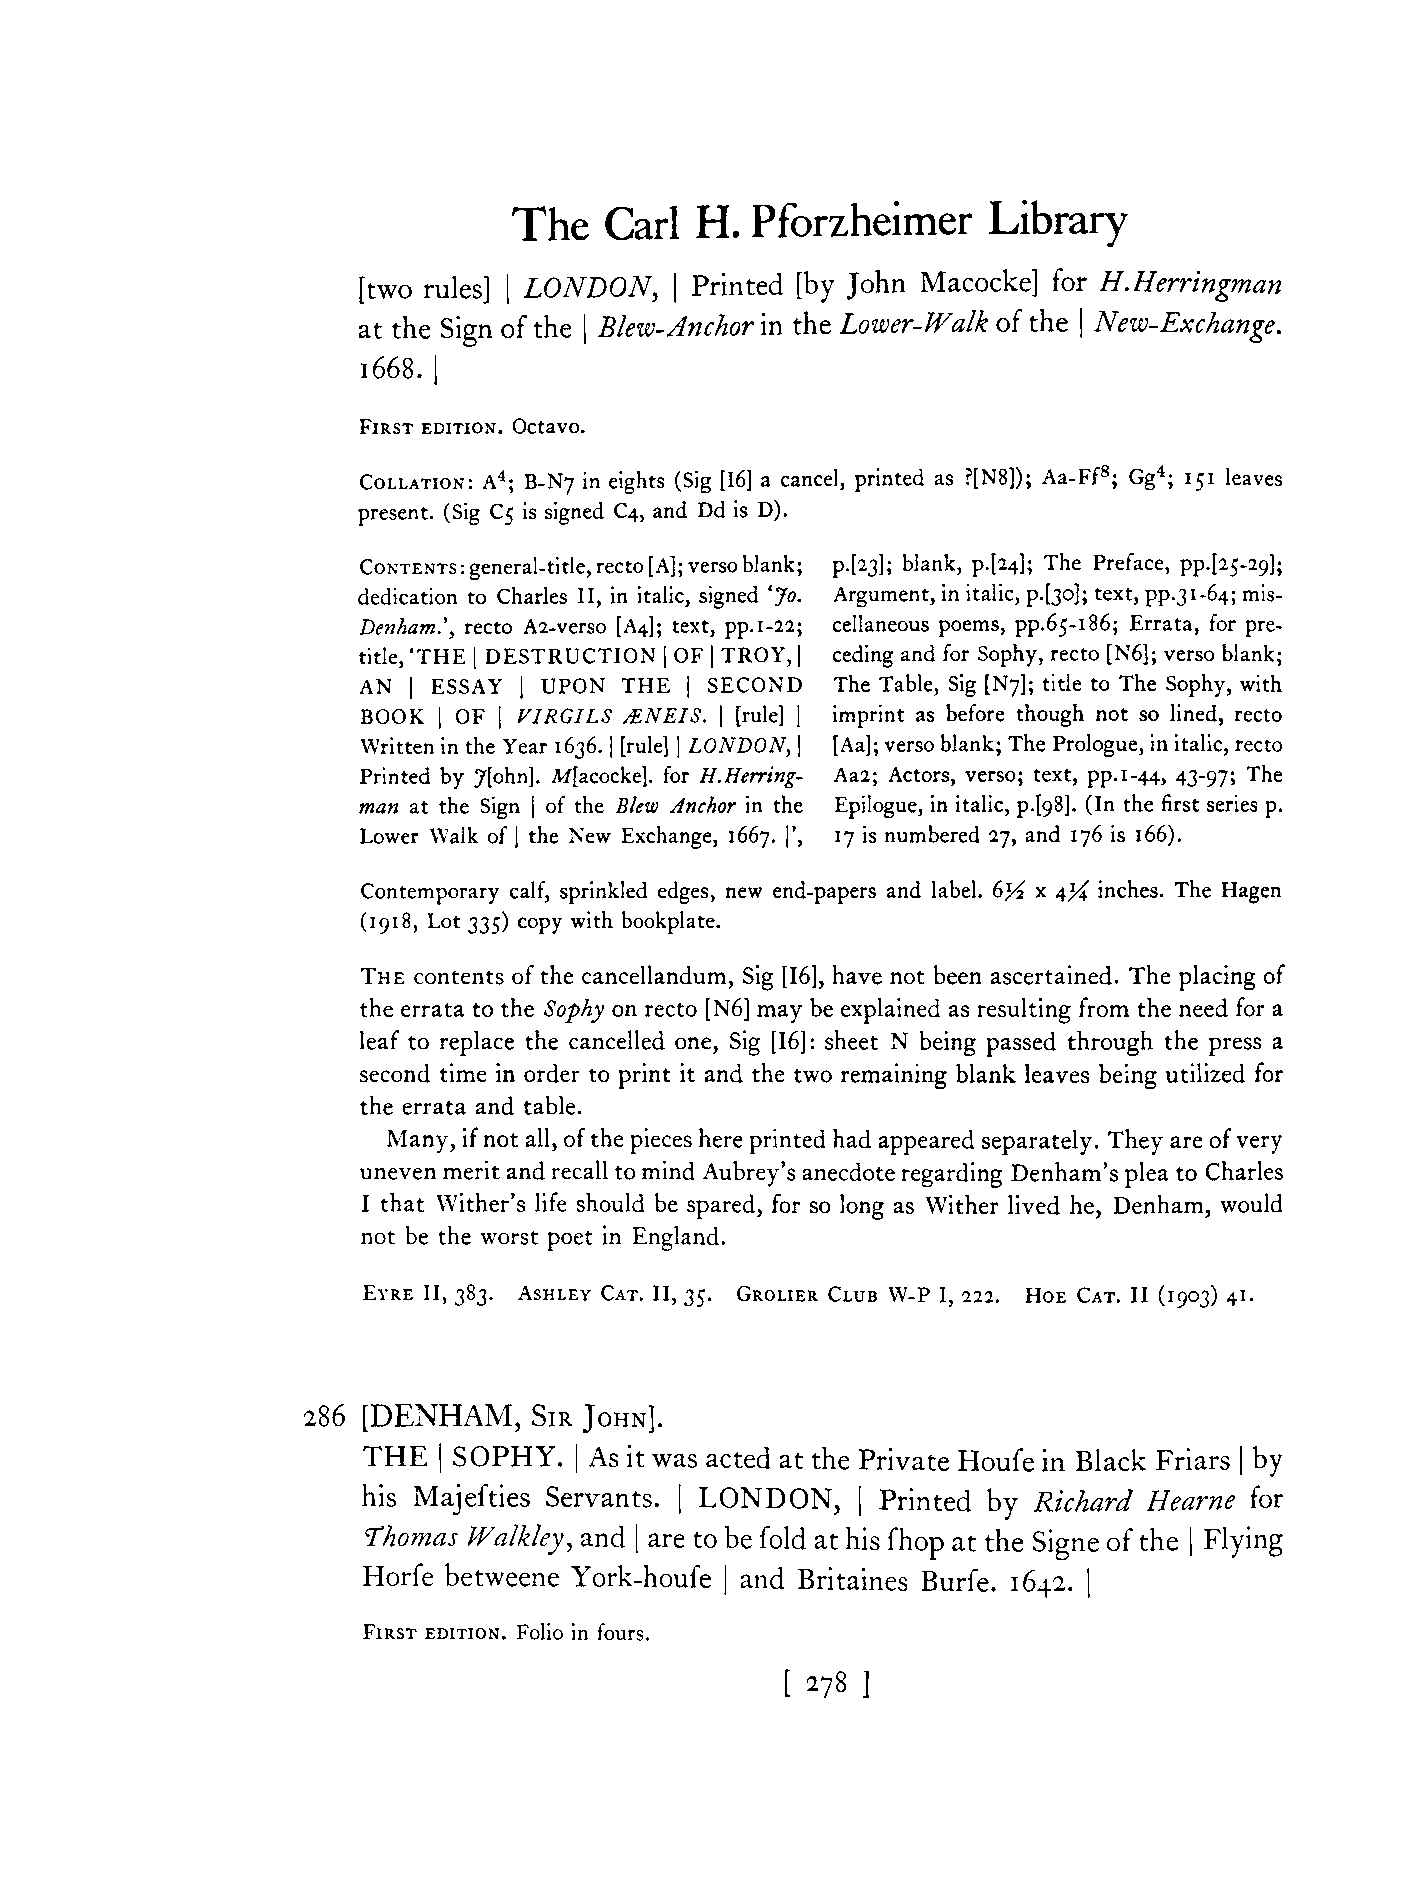 The Carl H. Pforzheimer Library
[two rules] | LONDON, | Printed [by John Macocke] for H.Herringman
at the Sign of the | Blew-Anchor in the Lower-Walk of the | New-Exchange.
1668. |
First edition. Octavo.
Collation: A⁴; B-N7 in eights (Sig [I6] a cancel, printed as ?[N8]); Aa-Ff⁸; Gg⁴; 151 leaves
present. (Sig C5 is signed C4, and Dd is D).
Contents: general-title, recto [A]; verso blank;
dedication to Charles II, in italic, signed ‘Jo.
Denham.’, recto A2-verso [A4]; text, pp.1-22;
title, ‘THE | DESTRUCTION | OF | TROY, |
AN | ESSAY | UPON THE | SECOND
BOOK | OF | VIRGILS ÆNEIS. | [rule] |
Written in the Year 1636. | [rule] | LONDON, |
Printed by J[ohn]. M[acocke]. for H.Herring-
man at the Sign | of the Blew Anchor in the
Lower Walk of | the New Exchange, 1667. |’,
p.[23]; blank, p.[24]; The Preface, pp.[25-29];
Argument, in italic, p.[30]; text, pp.31-64; mis-
cellaneous poems, pp.65-186; Errata, for pre-
ceding and for Sophy, recto [N6]; verso blank;
The Table, Sig [N7]; title to The Sophy, with
imprint as before though not so lined, recto
[Aa]; verso blank; The Prologue, in italic, recto
Aa2; Actors, verso; text, pp.1-44, 43-97; The
Epilogue, in italic, p.[98]. (In the first series p.
17 is numbered 27, and 176 is 166).
Contemporary calf, sprinkled edges, new end-papers and label. 6½ x 4¼ inches. The Hagen
(1918, Lot 335) copy with bookplate.
The contents of the cancellandum, Sig [I6], have not been ascertained. The placing of
the errata to the Sophy on recto [N6] may be explained as resulting from the need for a
leaf to replace the cancelled one, Sig [I6]: sheet N being passed through the press a
second time in order to print it and the two remaining blank leaves being utilized for
the errata and table.
Many, if not all, of the pieces here printed had appeared separately. They are of very
uneven merit and recall to mind Aubrey’s anecdote regarding Denham’s plea to Charles
I that Wither’s life should be spared, for so long as Wither lived he, Denham, would
not be the worst poet in England.
Eyre II, 383. Ashley Cat. II, 35. Grolier Club W-P I, 222. Hoe Cat. II (1903) 41.
286 [DENHAM, Sir John].
THE | SOPHY. | As it was acted at the Private Houſe in Black Friars | by
his Majeſties Servants. | LONDON, | Printed by Richard Hearne for
Thomas Walkley, and | are to be ſold at his ſhop at the Signe of the | Flying
Horſe betweene York-houſe | and Britaines Burſe. 1642. |
First edition. Folio in fours.
[ 278 ]